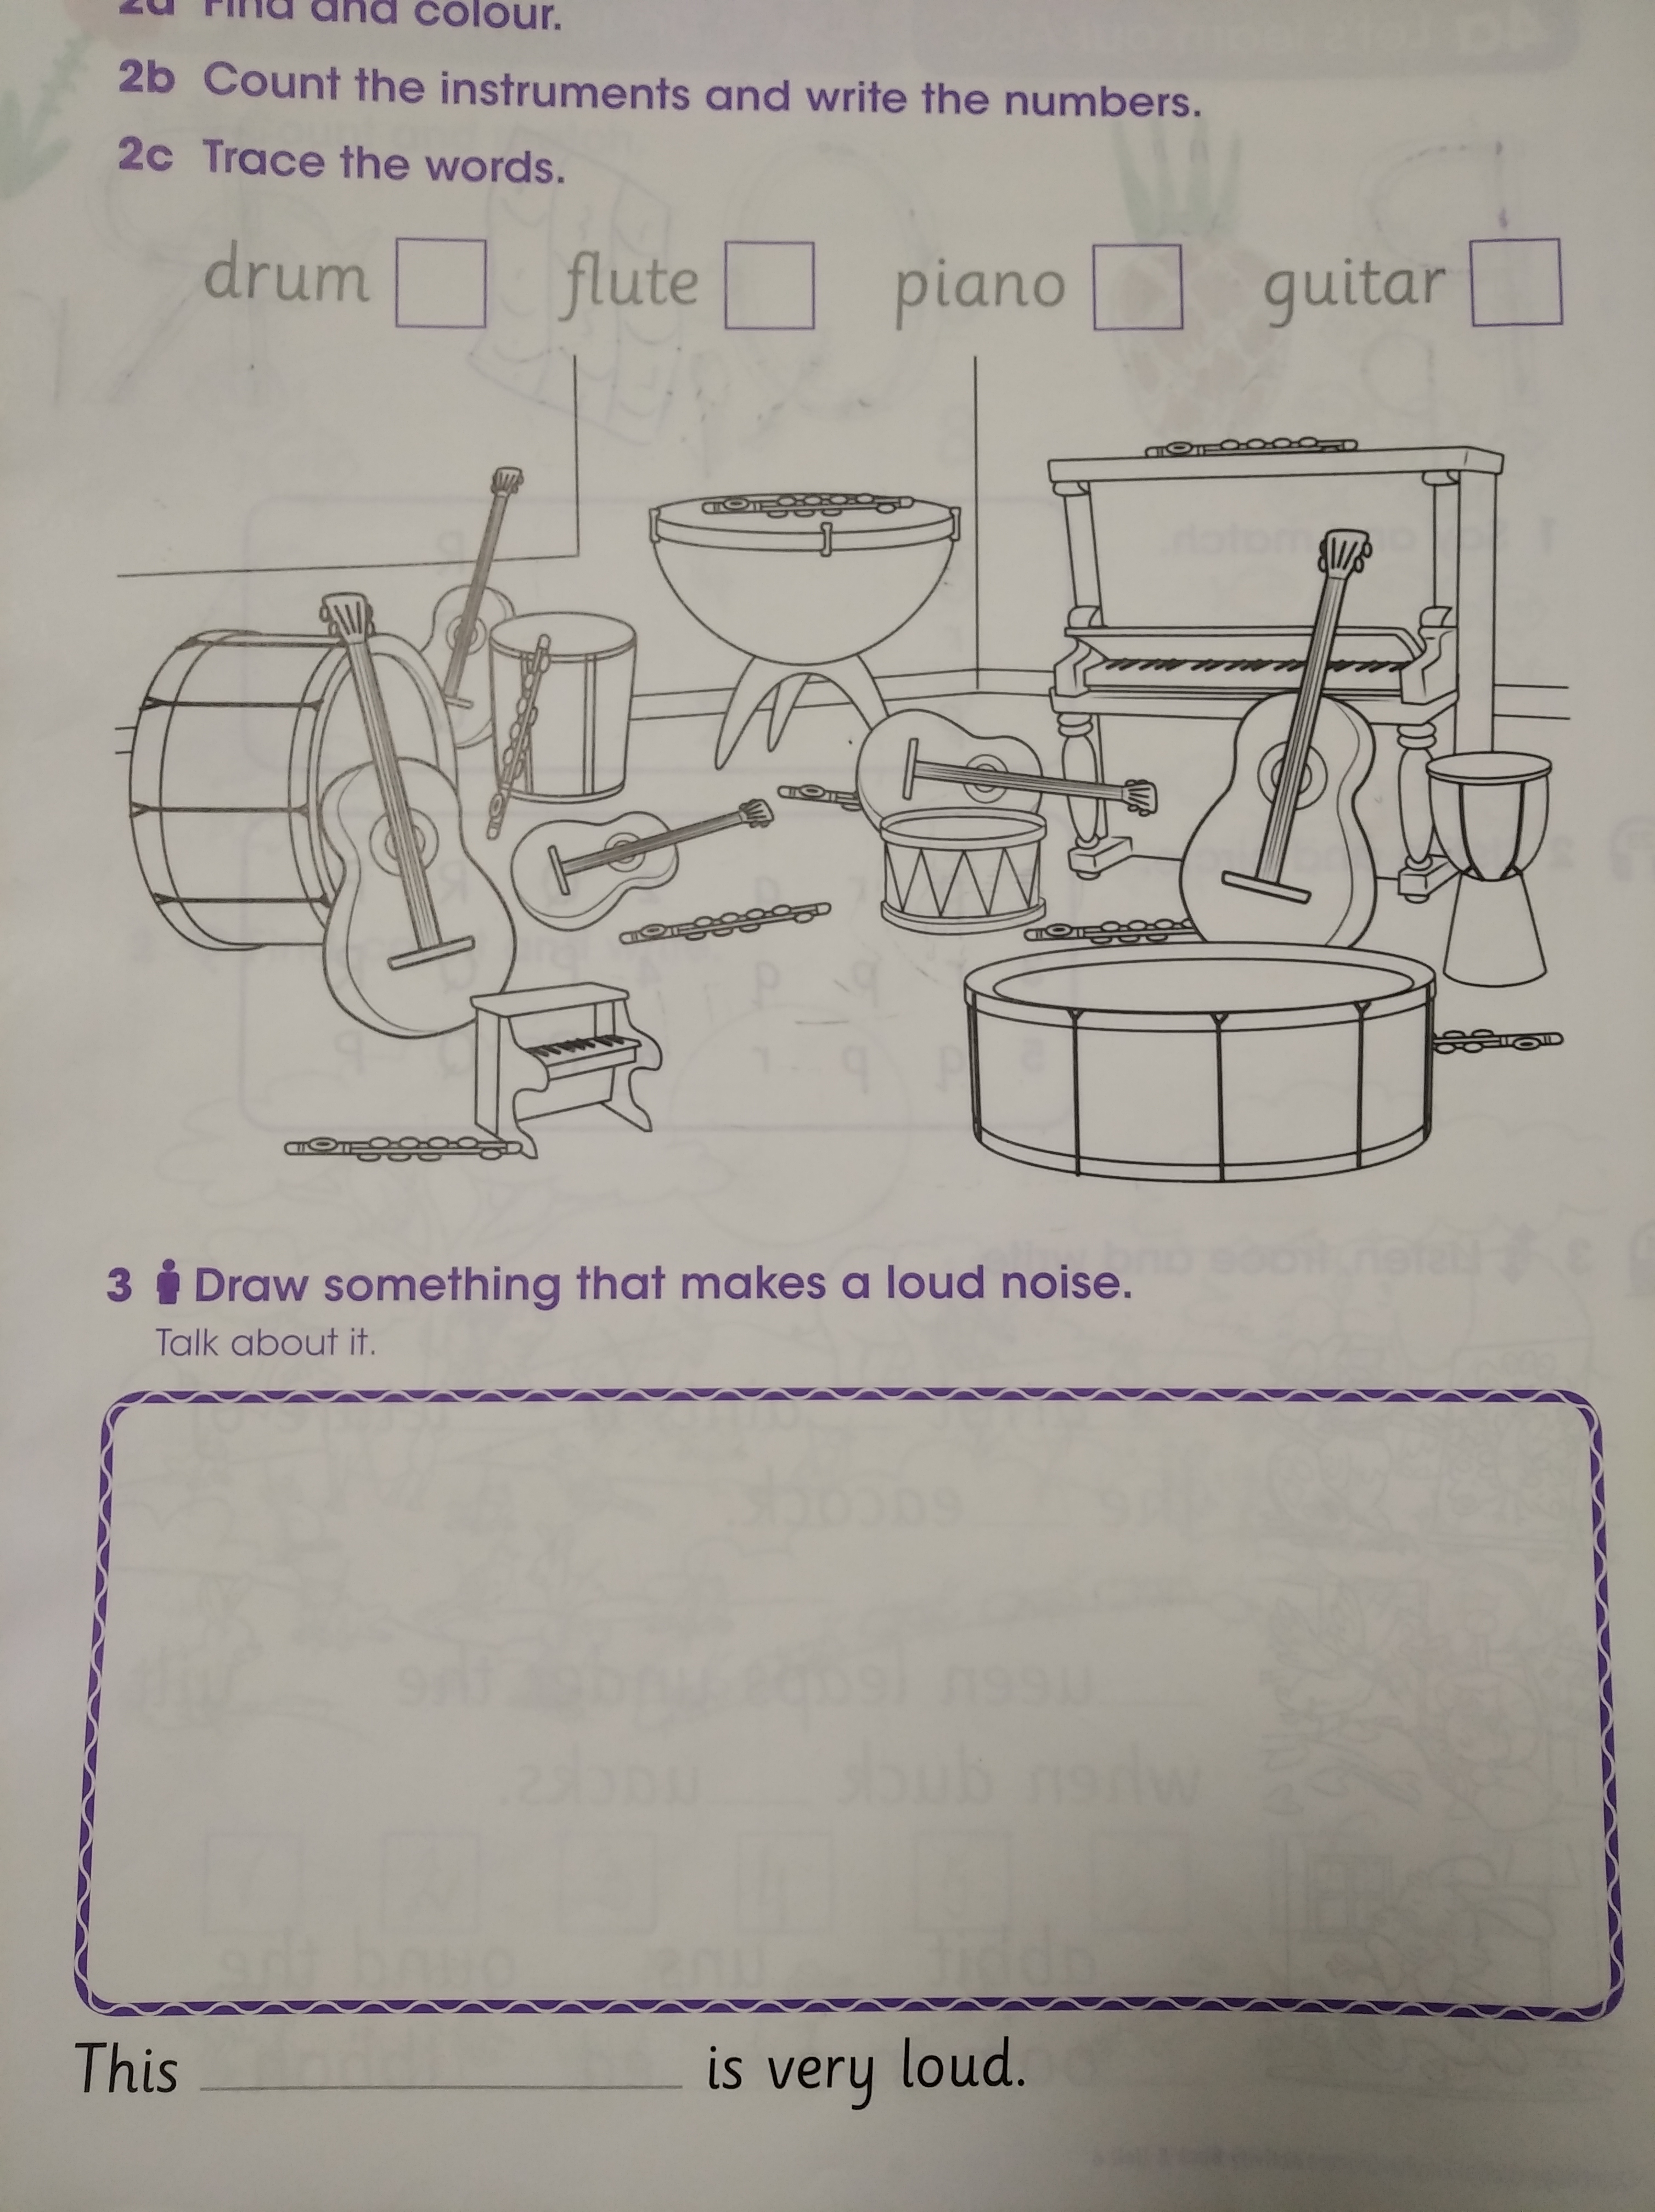 2a Find and colour.
2b Count the instruments and write the numbers.
2c Trace the words.
drum flute piano guitar
3 Draw something that makes a loud noise.
Talk about it.
This is very loud.